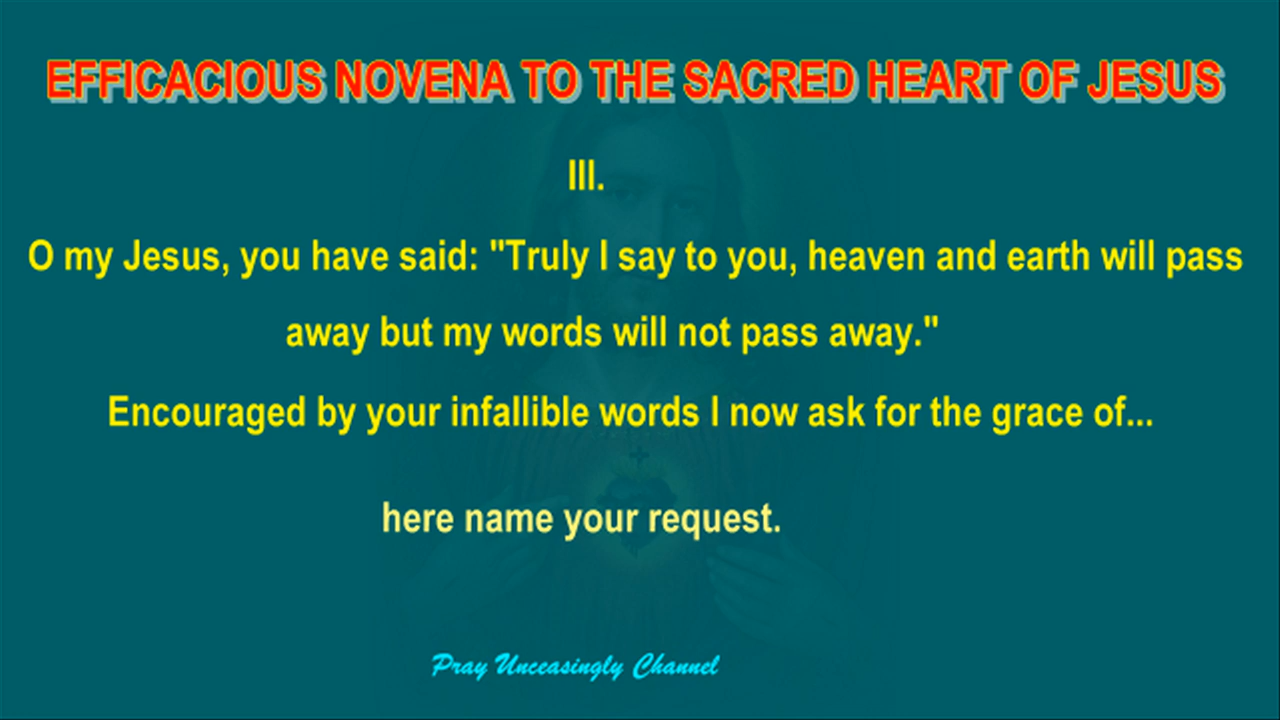 EFFICACIOUS NOVENA TO THE SACRED HEART OF JESUS
III.
O my Jesus, you have said: "Truly I say to you, heaven and earth will pass
away but my words will not pass away."
Encouraged by your infallible words I now ask for the grace of...
here name your request.
Pray Unceasingly Channel